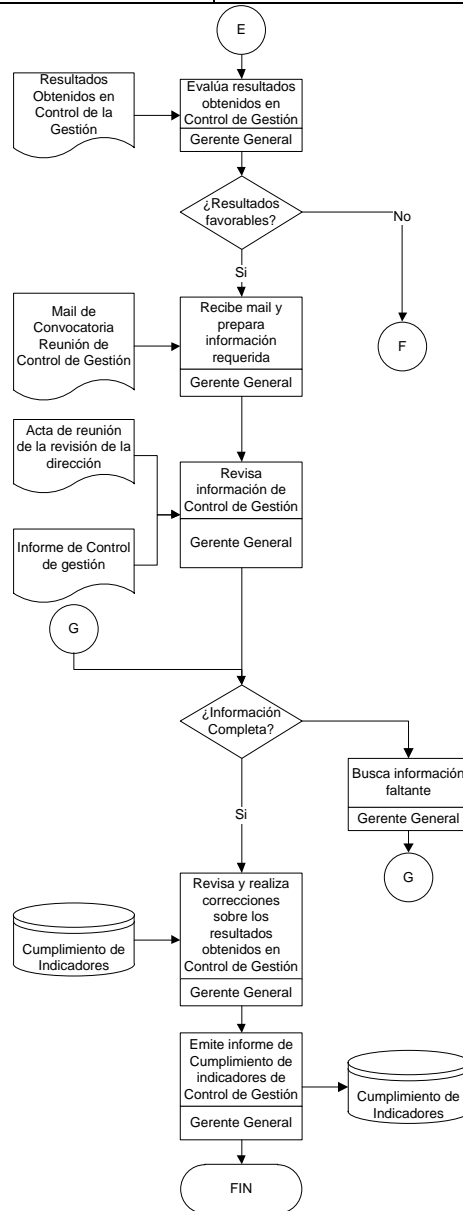 E
Resultados
Obtenidos en
Control de la
Gestión
Evalúa resultados
obtenidos en
Control de Gestión
Gerente General
¿Resultados
favorables?
No
Si
F
Mail de
Convocatoria
Reunión de
Control de Gestión
Recibe mail y
prepara
información
requerida
Gerente General
Acta de reunión
de la revisión de la
dirección
Revisa
información de
Control de Gestión
Gerente General
Informe de Control
de gestión
G
¿Información
Completa?
Busca información
faltante
Gerente General
Si
G
Revisa y realiza
correcciones
sobre los
resultados
obtenidos en
Control de Gestión
Gerente General
Cumplimiento de
Indicadores
Emite informe de
Cumplimiento de
indicadores de
Control de Gestión
Gerente General
Cumplimiento de
Indicadores
FIN